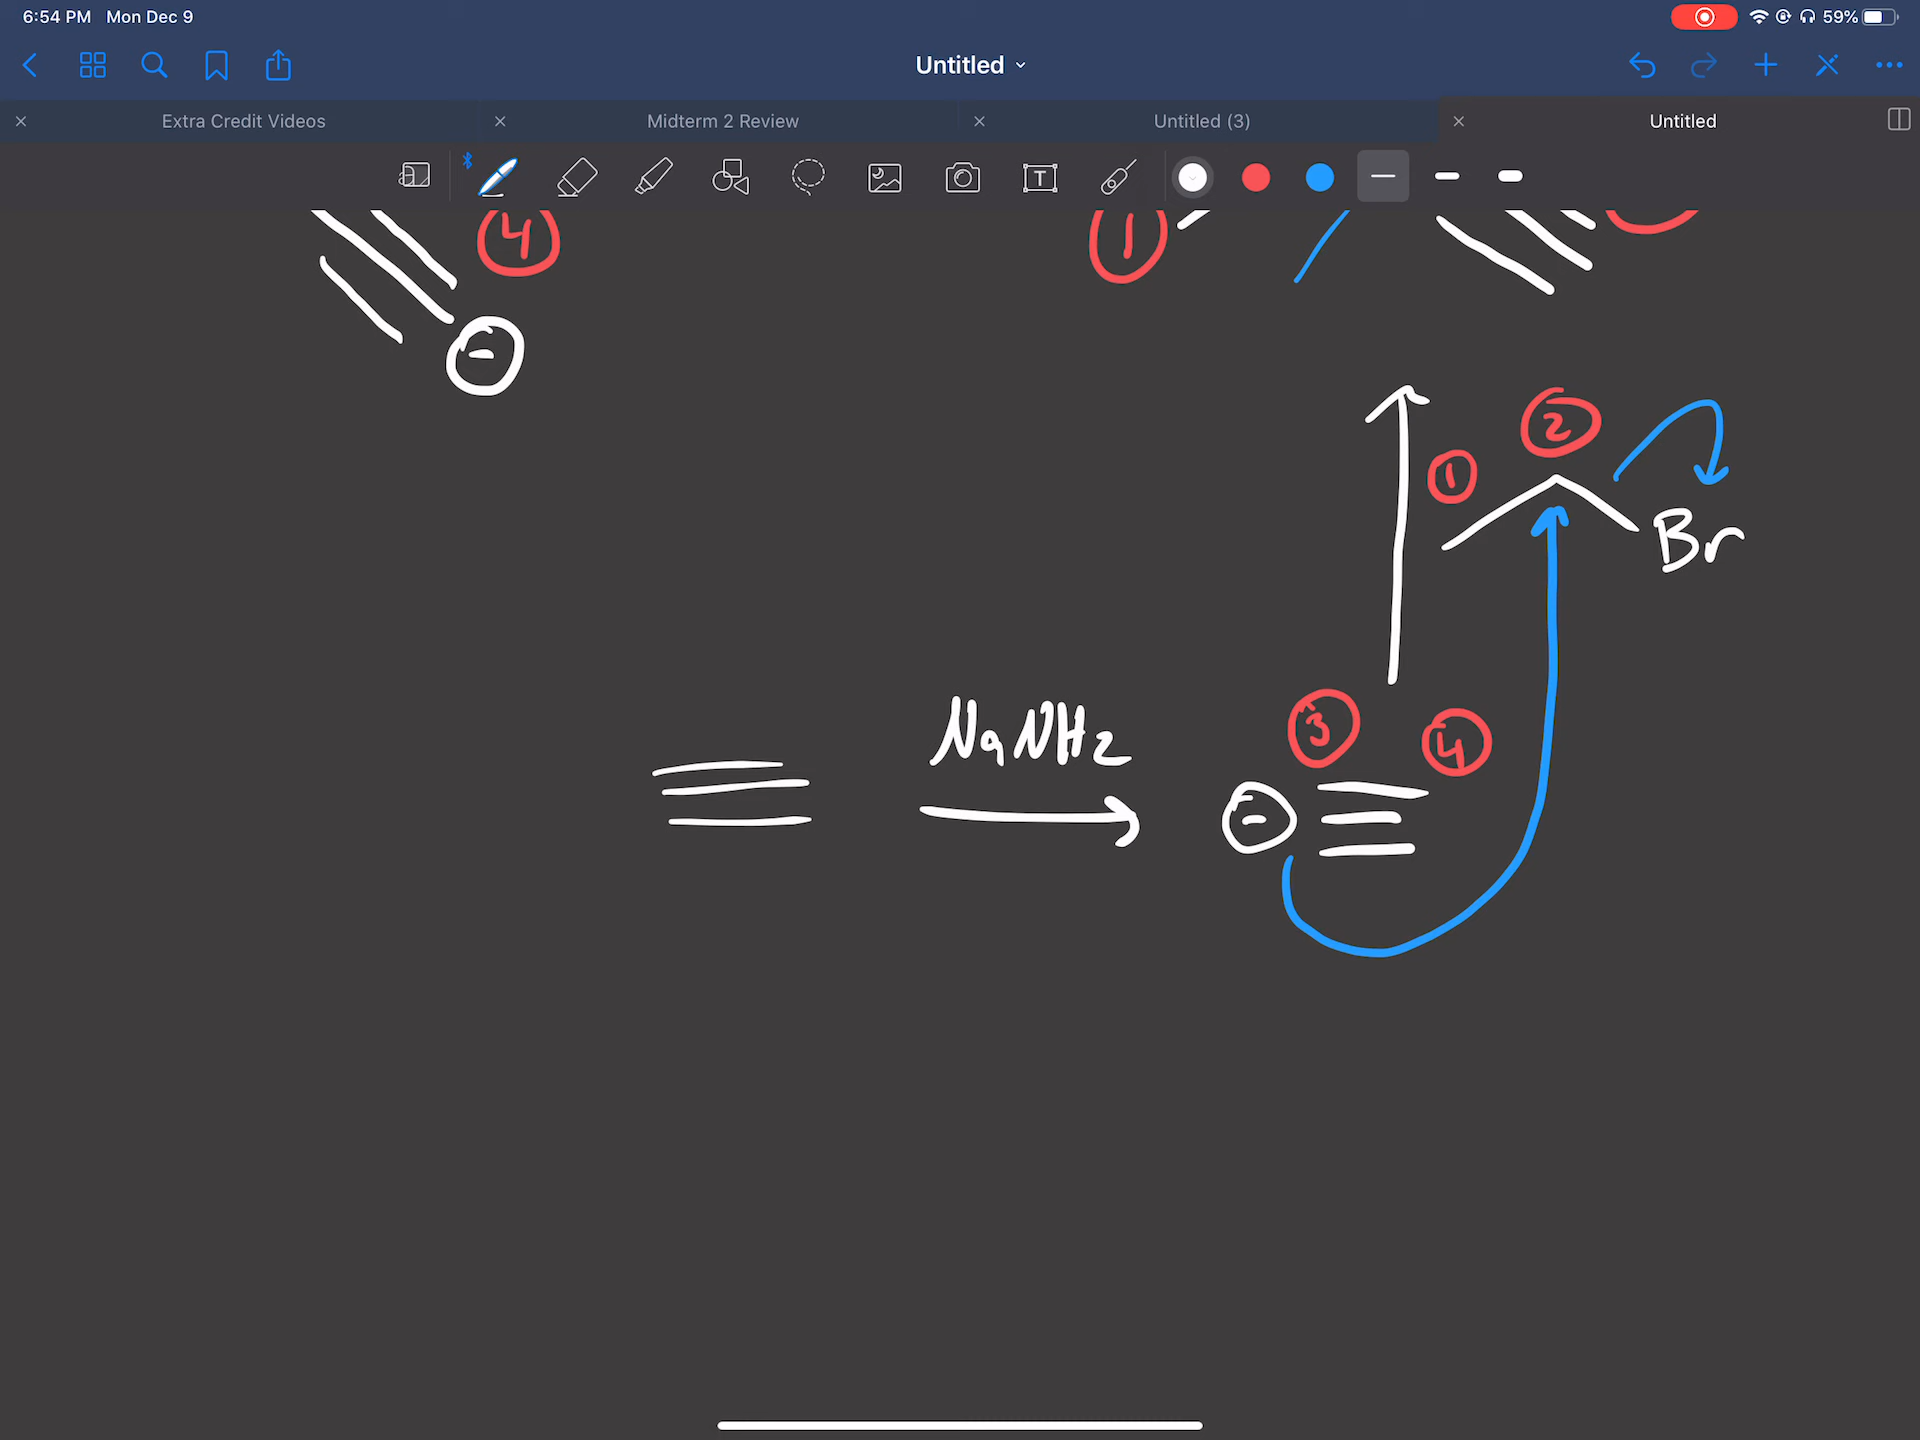 6:54 PM Mon Dec 9
59%
Untitled
Extra Credit Videos
Midterm 2 Review
Untitled (3)
Untitled
T
4
1
2
1
Br
NaNH2
3
4